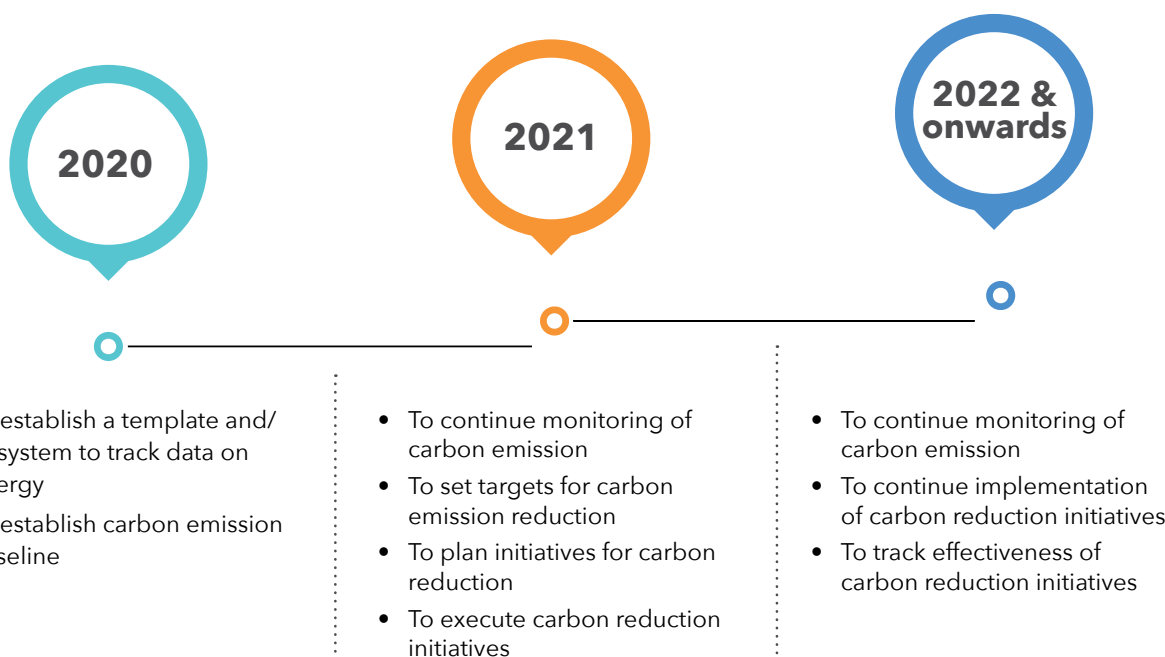 2020
2021
2022 &
onwards
establish a template and/
system to track data on
ergy
establish carbon emission
seline
• To continue monitoring of
carbon emission
• To set targets for carbon
emission reduction
• To plan initiatives for carbon
reduction
• To execute carbon reduction
initiatives
• To continue monitoring of
carbon emission
• To continue implementation
of carbon reduction initiatives
• To track effectiveness of
carbon reduction initiatives